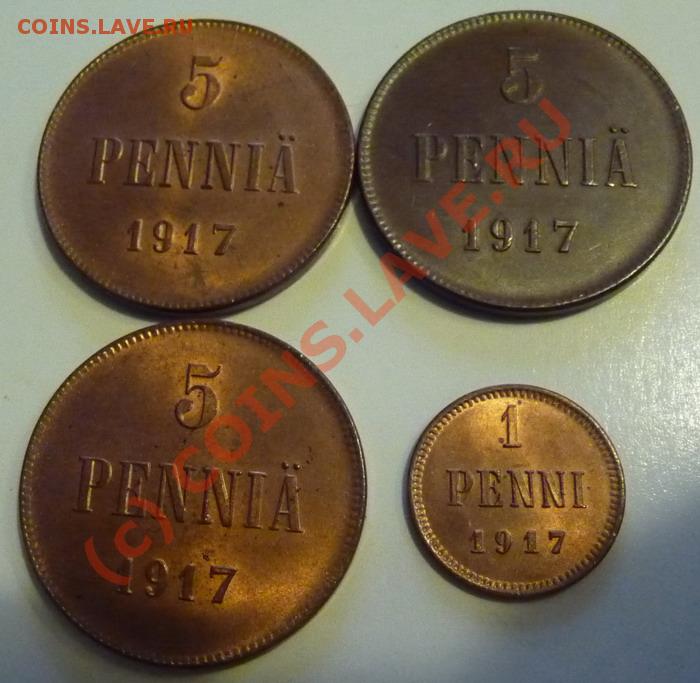 COINS.LAVE.RU
5
PENNIÄ
1917
5
PENNIÄ
1917
5
PENNIÄ
1917
1
PENNI
1917
(c) COINS.LAVE.RU